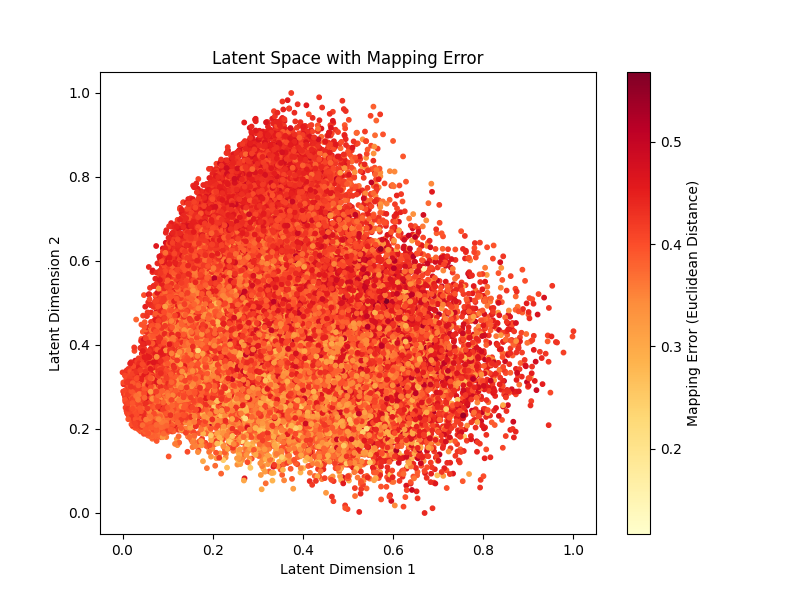 Latent Space with Mapping Error
1.0
0.8
0.6
0.4
0.2
0.0
Latent Dimension 2
0.0 0.2 0.4 0.6 0.8 1.0
Latent Dimension 1
0.5
0.4
0.3
0.2
Mapping Error (Euclidean Distance)